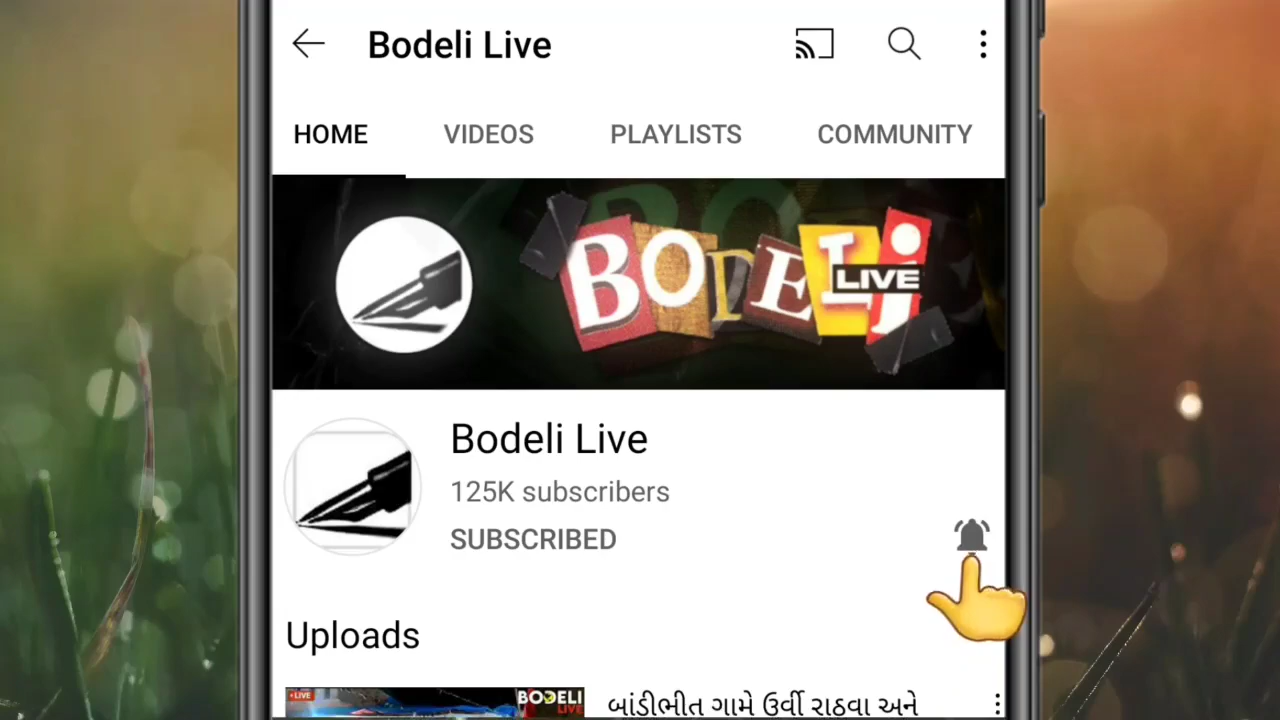 Bodeli Live
HOME VIDEOS PLAYLISTS COMMUNITY
BODELi
LIVE
Bodeli Live
125K subscribers
SUBSCRIBED
Uploads
LIVE
BODELI
LIVE
બાંડીભીત ગામે ઉર્વી રાઠવા અને